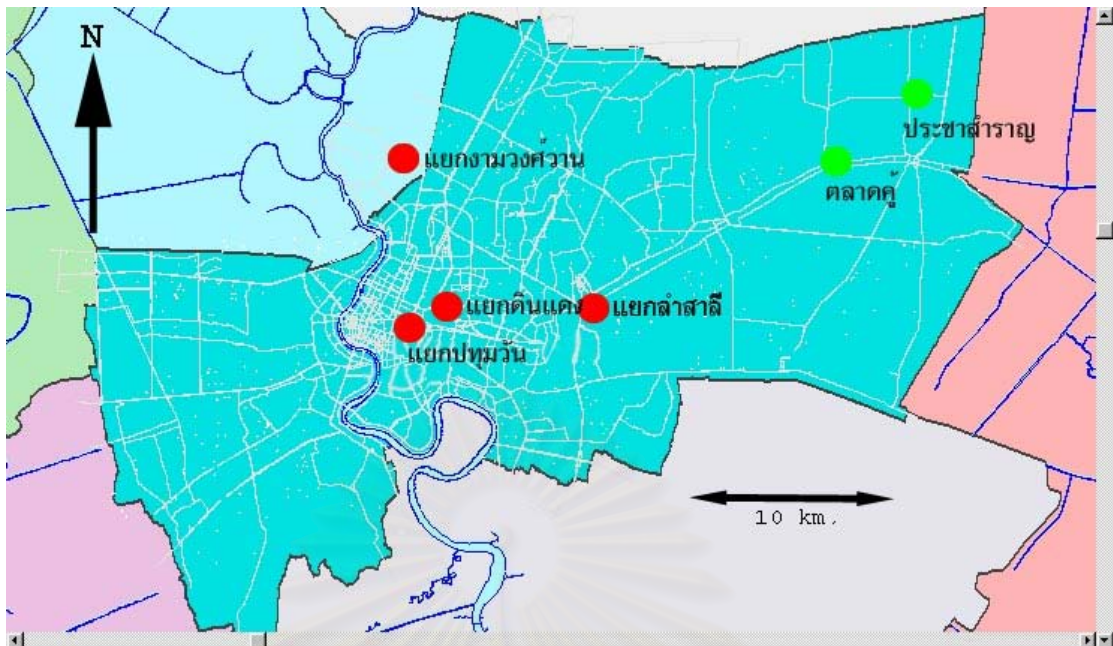 N
ประชาสำราญ
แยกงามวงศ์วาน
ตลาดคู้
แยกดินแดง
แยกลำสาลี
แยกปทุมวัน
10 km.